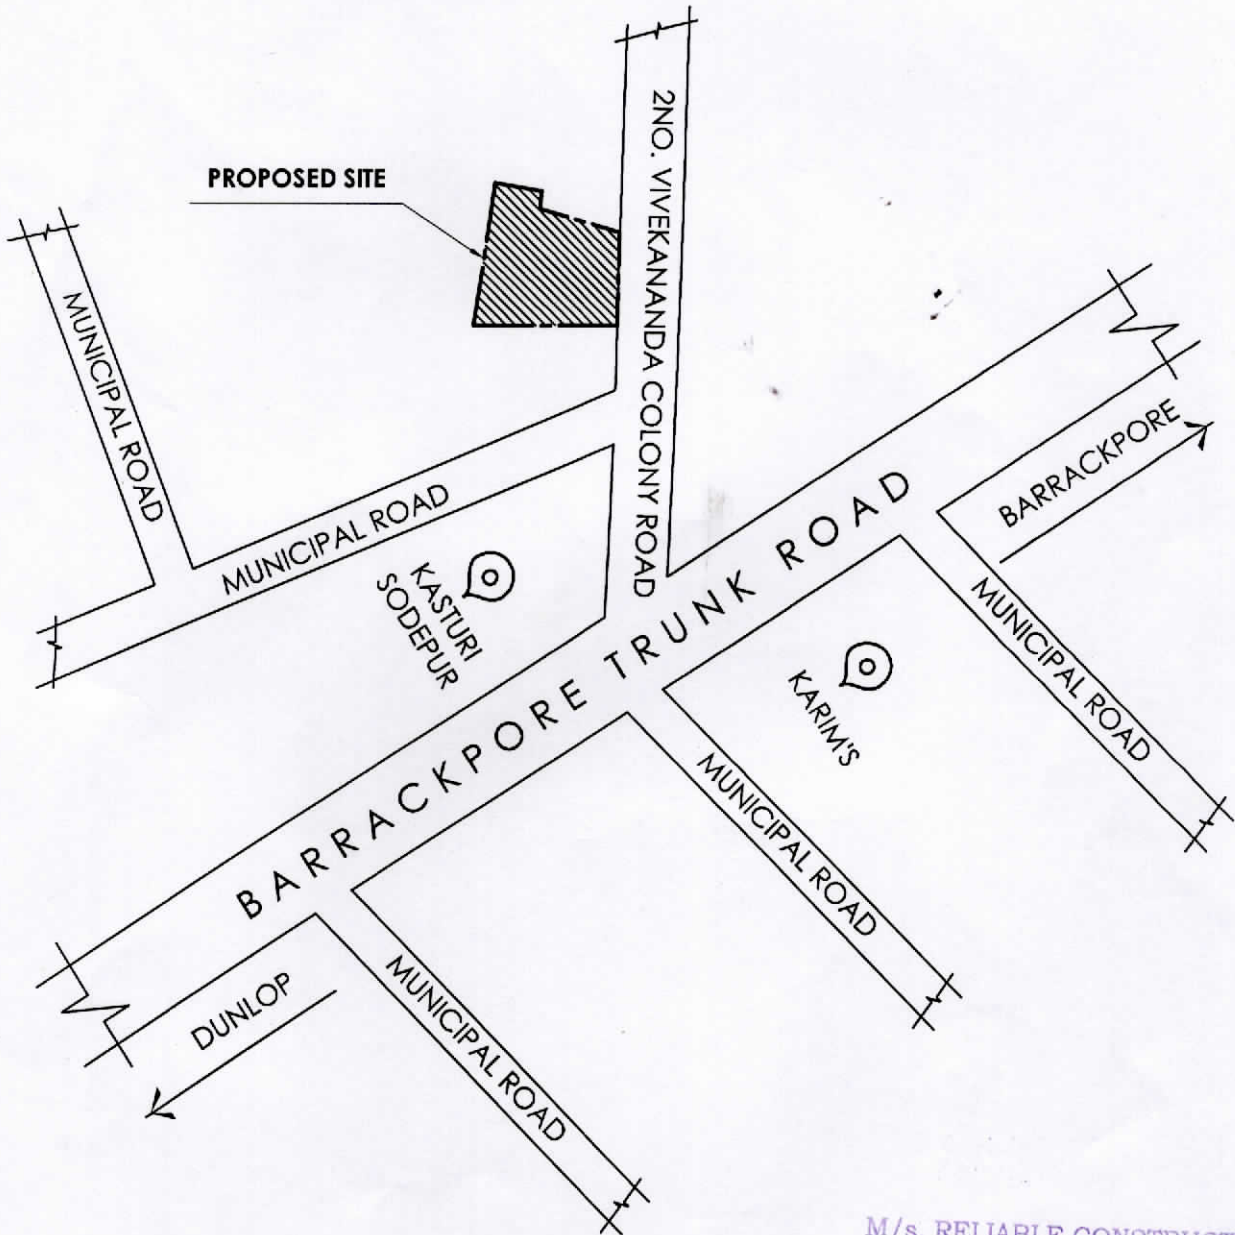 2NO. VIVEKANANDA COLONY ROAD
PROPOSED SITE
MUNICIPAL ROAD
MUNICIPAL ROAD
KASTURI
SODEPUR
BARRACKPORE TRUNK ROAD
BARRACKPORE
MUNICIPAL ROAD
KARIM'S
MUNICIPAL ROAD
DUNLOP
MUNICIPAL ROAD
M/s. RELIABLE